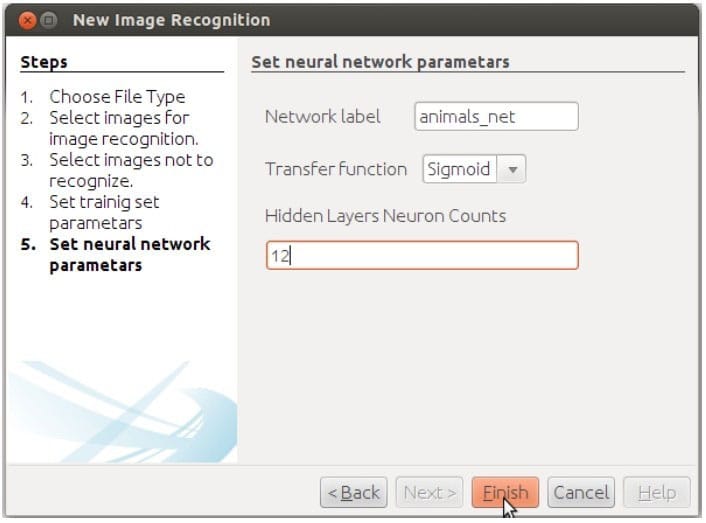 New Image Recognition
Steps
1. Choose File Type
2. Select images for
image recognition.
3. Select images not to
recognize.
4. Set trainig set
parametars
5. Set neural network
parametars
Set neural network parametars
Network label animals_net
Transfer function Sigmoid
Hidden Layers Neuron Counts
12
< Back Next > Finish Cancel Help